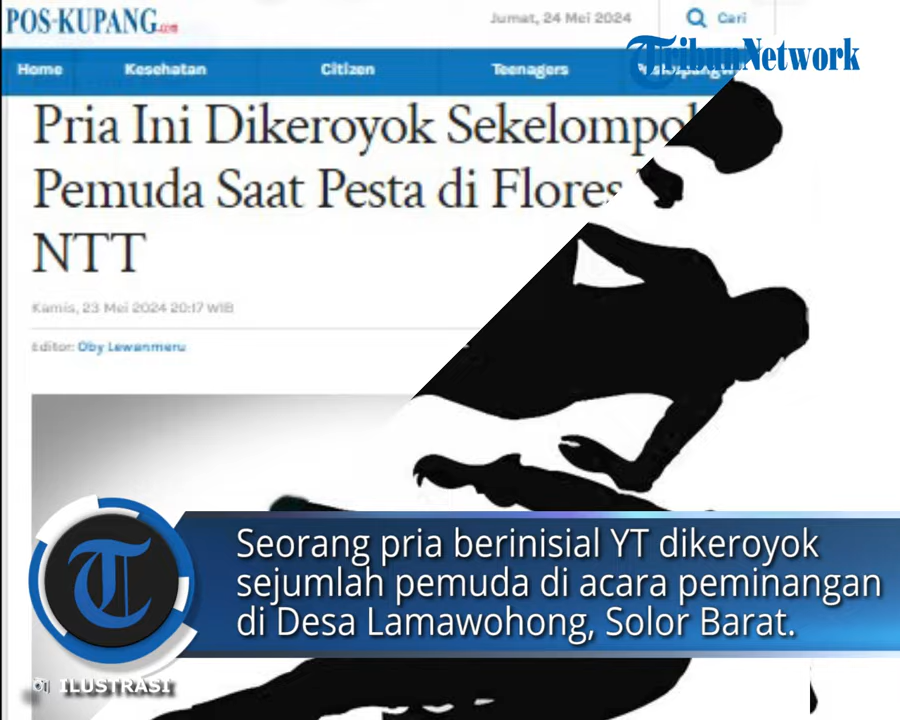 POS-KUPANG.com
Jumat, 24 Mei 2024
Cari
TribunNetwork
Home Kesehatan Citizen Teenagers
Pria Ini Dikeroyok Sekelompok
Pemuda Saat Pesta di Flores
NTT
Kamis, 23 Mei 2024 20:17 WIB
Editor: Oby Lewanmeru
Seorang pria berinisial YT dikeroyok
sejumlah pemuda di acara peminangan
di Desa Lamawohong, Solor Barat.
ILUSTRASI